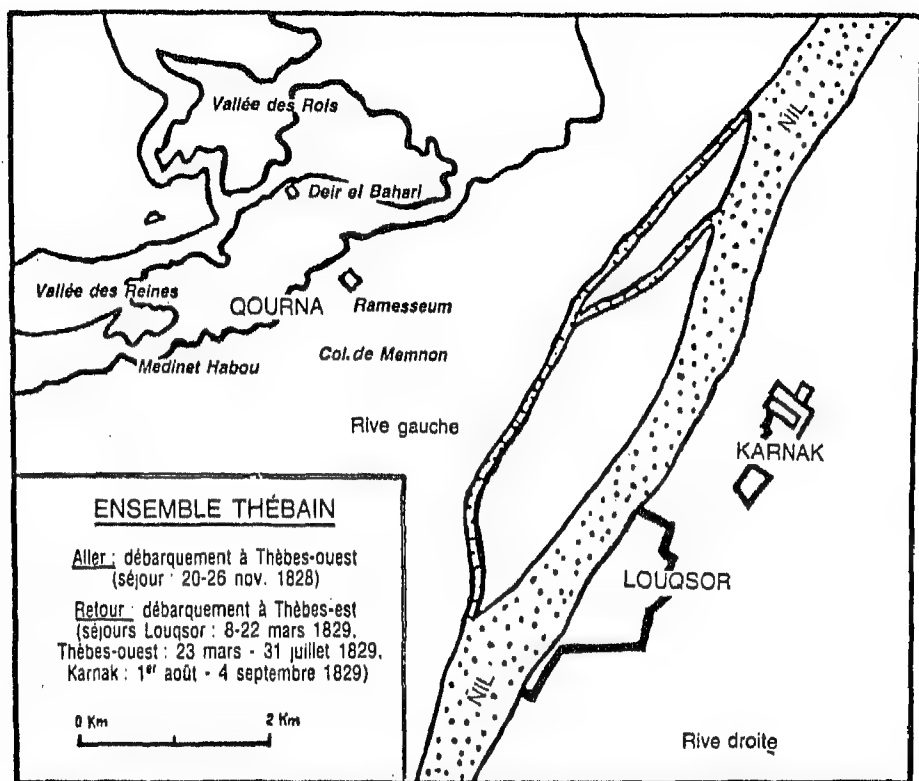 Vallée des Rois
NIL
Deir el Bahari
Vallée des Reines
QOURNA
Ramesseum
Medinet Habou
Col. de Memnon
Rive gauche
KARNAK
ENSEMBLE THÉBAIN
Aller : débarquement à Thèbes-ouest
(séjour : 20-26 nov. 1828)
Retour : débarquement à Thèbes-est
(séjours Louqsor : 8-22 mars 1829,
Thèbes-ouest : 23 mars - 31 juillet 1829,
Karnak : 1er août - 4 septembre 1829)
0 Km 2 Km
LOUQSOR
NIL
Rive droite